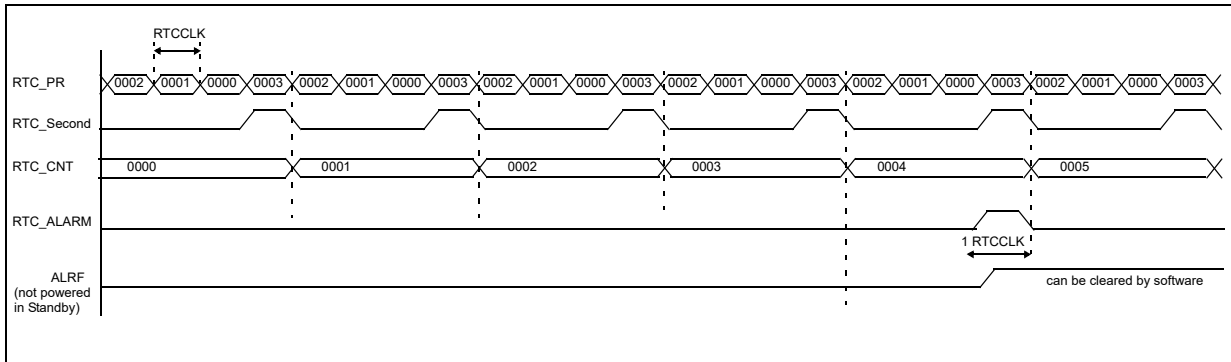 RTCCLK
RTC_PR 0002 0001 0000 0003 0002 0001 0000 0003 0002 0001 0000 0003 0002 0001 0000 0003 0002 0001 0000 0003 0002 0001 0000 0003
RTC_Second
RTC_CNT 0000 0001 0002 0003 0004 0005
RTC_ALARM
1 RTCCLK
ALRF
(not powered
in Standby)
can be cleared by software